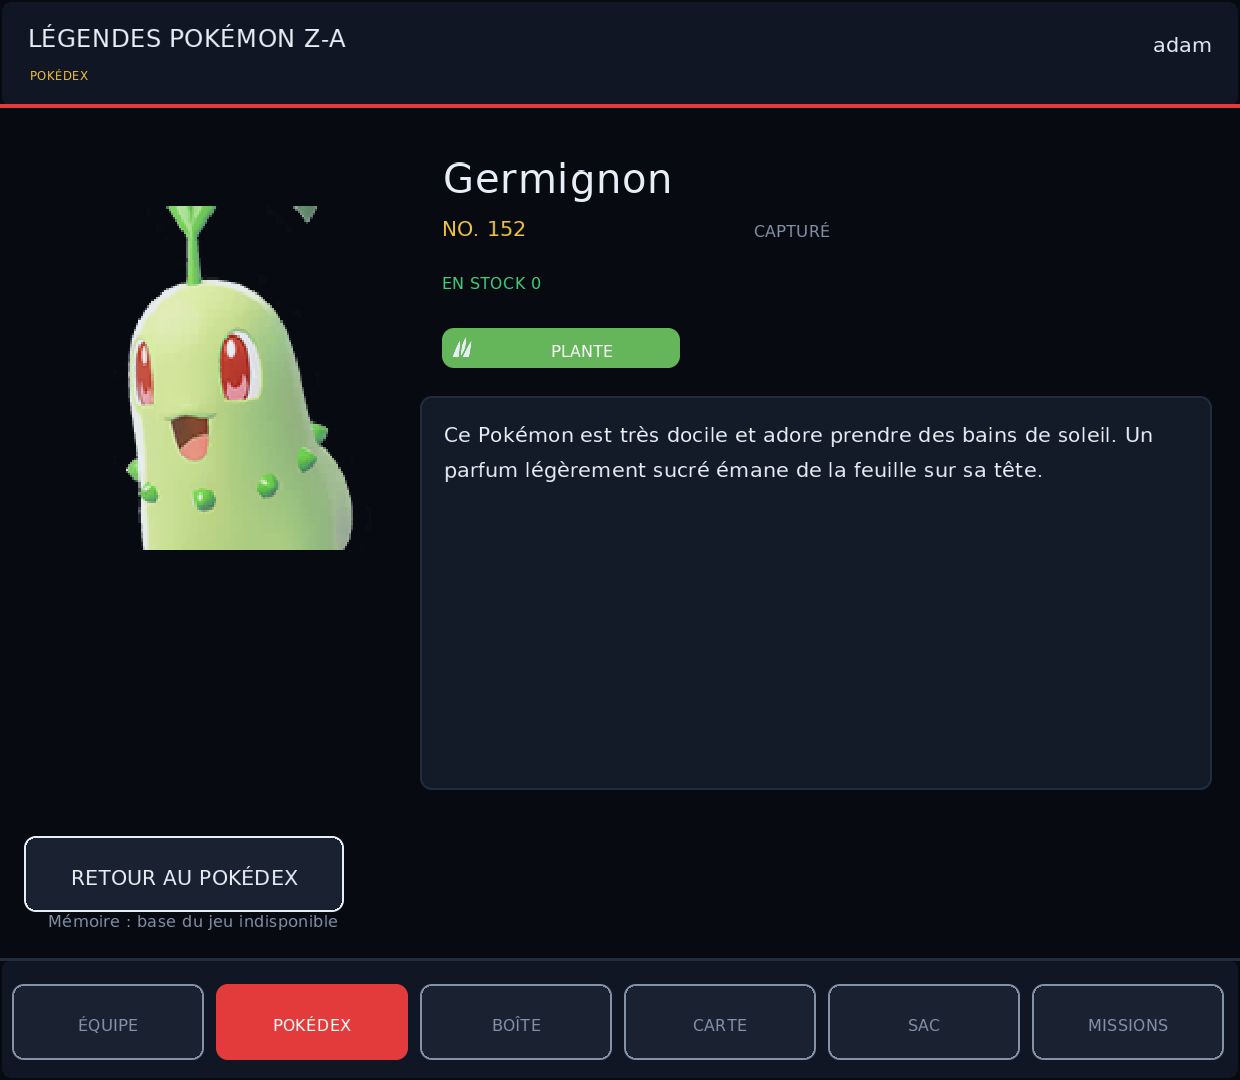 LÉGENDES POKÉMON Z-A
POKÉDEX
adam
Germignon
NO. 152
CAPTURÉ
EN STOCK 0
PLANTE
Ce Pokémon est très docile et adore prendre des bains de soleil. Un
parfum légèrement sucré émane de la feuille sur sa tête.
RETOUR AU POKÉDEX
Mémoire : base du jeu indisponible
ÉQUIPE
POKÉDEX
BOÎTE
CARTE
SAC
MISSIONS